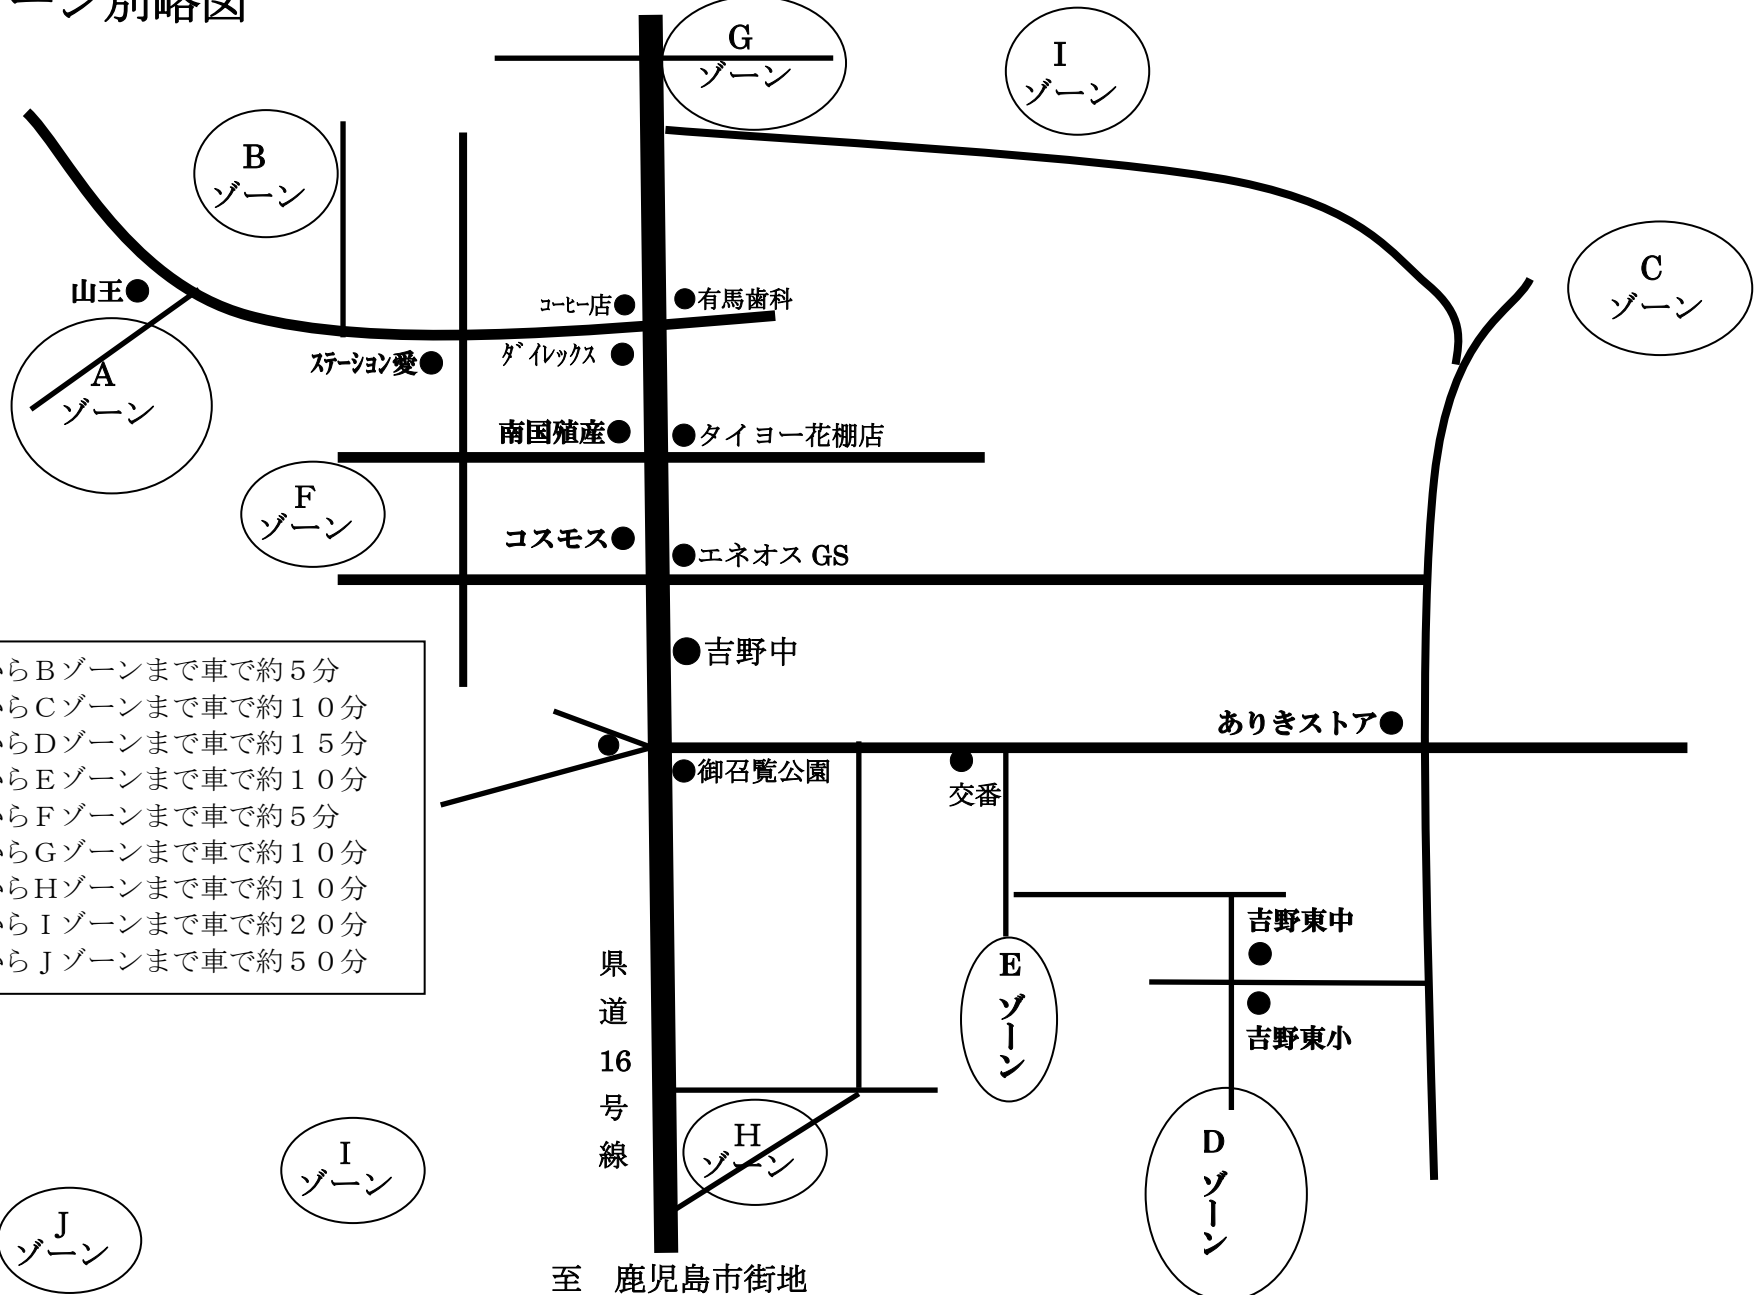 ーン別略図
G
ゾーン
I
ゾーン
B
ゾーン
C
ゾーン
山王●
コーヒー店●
●有馬歯科
A
ゾーン
ステーション愛●
ダイレックス ●
南国殖産●
●タイヨー花棚店
F
ゾーン
コスモス●
●エネオス GS
●吉野中
からBゾーンまで車で約5分
からCゾーンまで車で約10分
からDゾーンまで車で約15分
からEゾーンまで車で約10分
からFゾーンまで車で約5分
からGゾーンまで車で約10分
からHゾーンまで車で約10分
からIゾーンまで車で約20分
からJゾーンまで車で約50分
ありきストア●
●御召覧公園
交番
吉野東中
吉野東小
E
ゾーン
D
ゾーン
県道16号線
H
ゾーン
I
ゾーン
J
ゾーン
至 鹿児島市街地